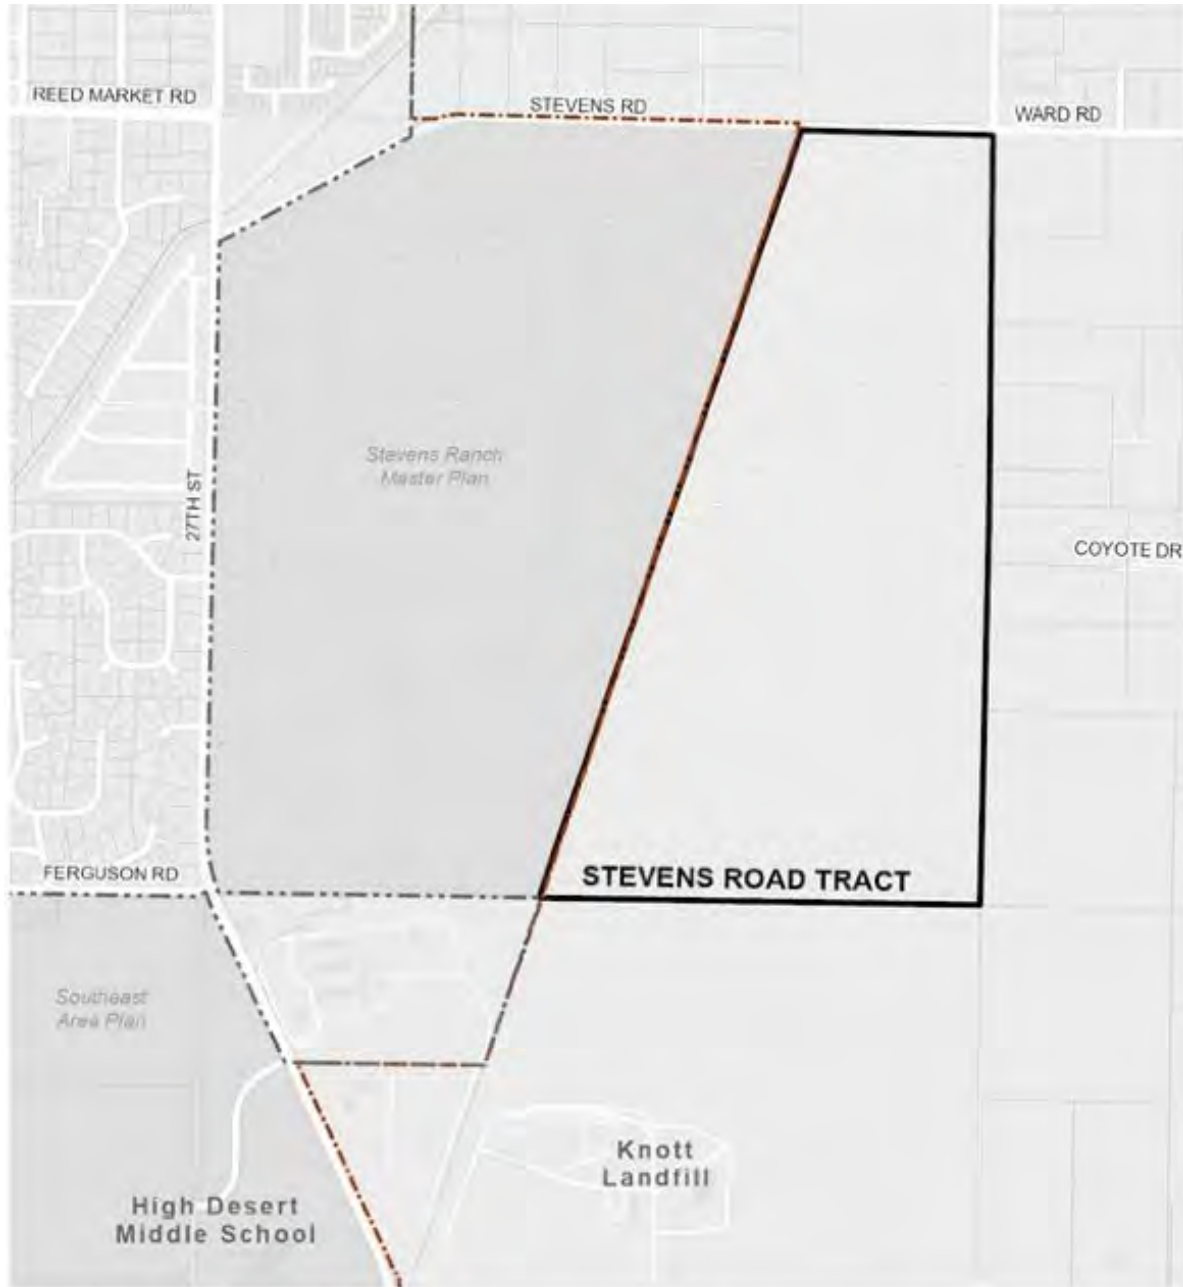 REED MARKET RD
STEVENS RD
WARD RD
Stevens Ranch
Master Plan
27TH ST
COYOTE DR
FERGUSON RD
STEVENS ROAD TRACT
Southeast
Area Plan
Knott
Landfill
High Desert
Middle School